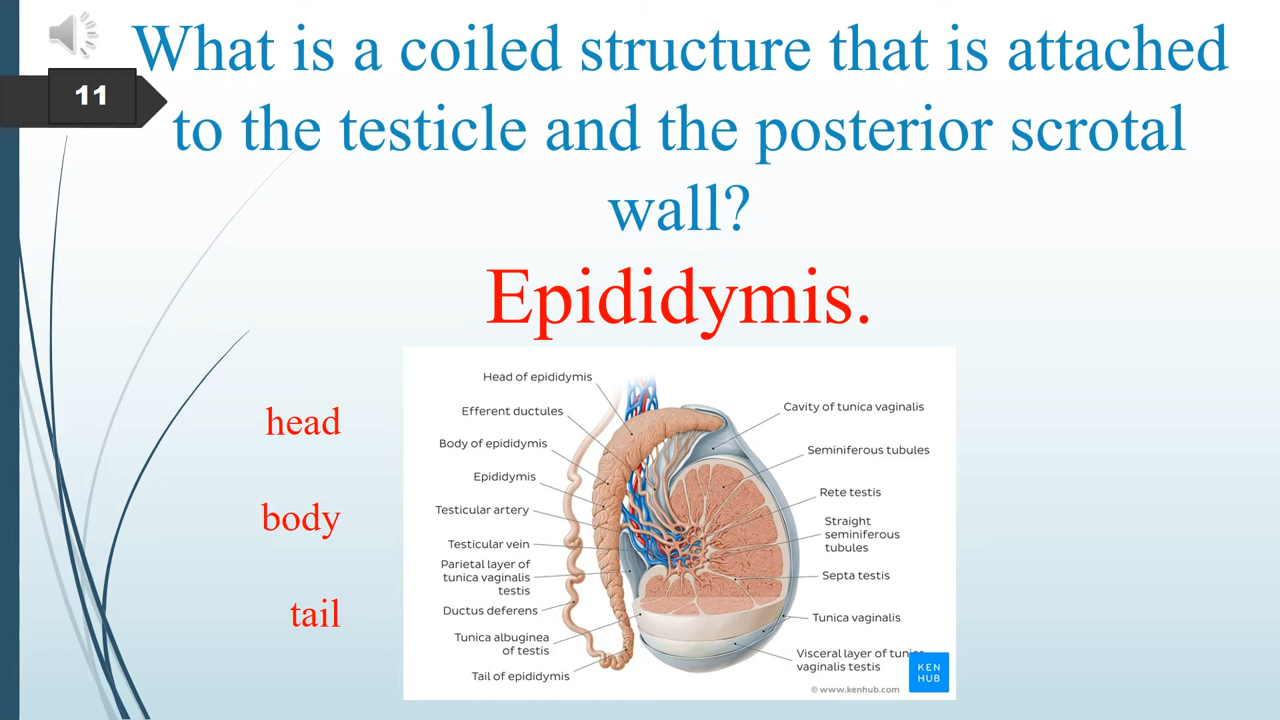 What is a coiled structure that is attached
11
to the testicle and the posterior scrotal
wall?
Epididymis.
head
body
tail
Head of epididymis
Efferent ductules
Body of epididymis
Epididymis
Testicular artery
Testicular vein
Parietal layer of
tunica vaginalis
testis
Ductus deferens
Tunica albuginea
of testis
Tail of epididymis
Cavity of tunica vaginalis
Seminiferous tubules
Rete testis
Straight
seminiferous
tubules
Septa testis
Tunica vaginalis
Visceral layer of tunica
vaginalis testis
KEN
HUB
© www.kenhub.com